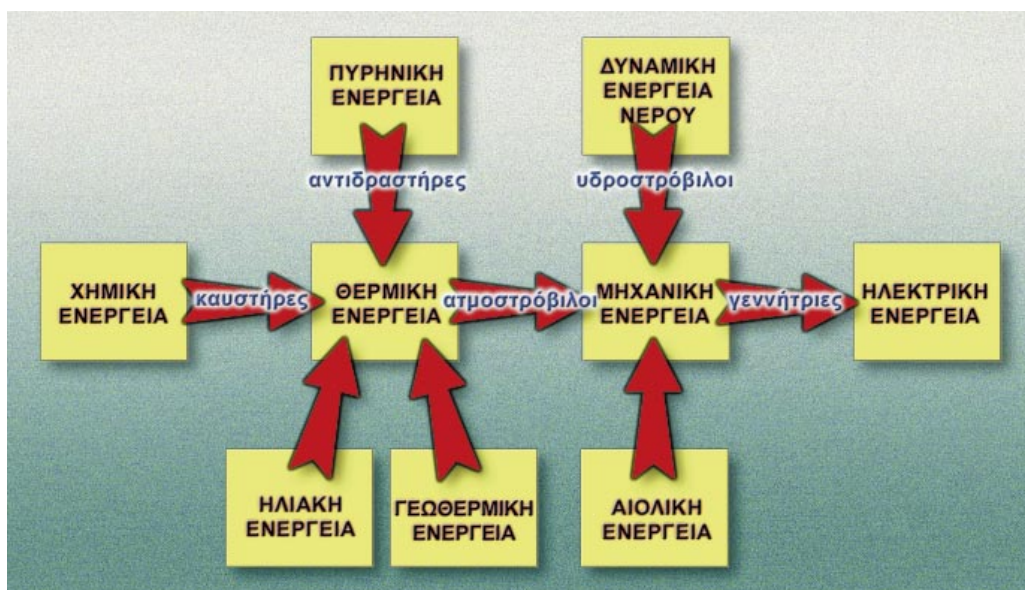 ΠΥΡΗΝΙΚΗ
ΕΝΕΡΓΕΙΑ
ΔΥΝΑΜΙΚΗ
ΕΝΕΡΓΕΙΑ
ΝΕΡΟΥ
αντιδραστήρες
υδροστρόβιλοι
ΧΗΜΙΚΗ
ΕΝΕΡΓΕΙΑ
καυστήρες
ΘΕΡΜΙΚΗ
ΕΝΕΡΓΕΙΑ
ατμοστρόβιλοι
ΜΗΧΑΝΙΚΗ
ΕΝΕΡΓΕΙΑ
γεννήτριες
ΗΛΕΚΤΡΙΚΗ
ΕΝΕΡΓΕΙΑ
ΗΛΙΑΚΗ
ΕΝΕΡΓΕΙΑ
ΓΕΩΘΕΡΜΙΚΗ
ΕΝΕΡΓΕΙΑ
ΑΙΟΛΙΚΗ
ΕΝΕΡΓΕΙΑ